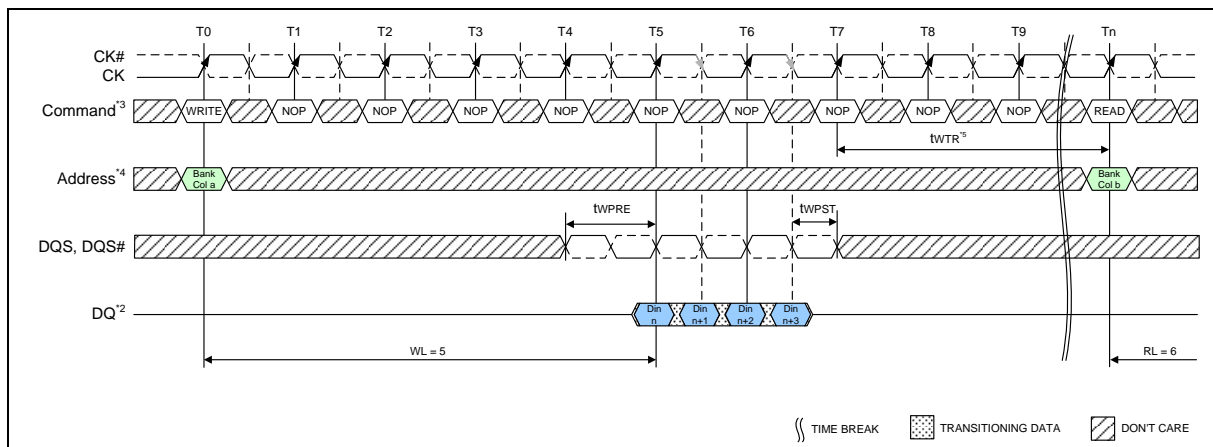 T0 T1 T2 T3 T4 T5 T6 T7 T8 T9 Tn
CK#
CK
Command*3 WRITE NOP NOP NOP NOP NOP NOP NOP NOP NOP READ
tWTR*5
Address*4 Bank Col a Bank Col b
tWPRE tWPST
DQS, DQS#
DQ*2 Din n Din n+1 Din n+2 Din n+3
WL = 5 RL = 6
TIME BREAK TRANSITIONING DATA DON'T CARE